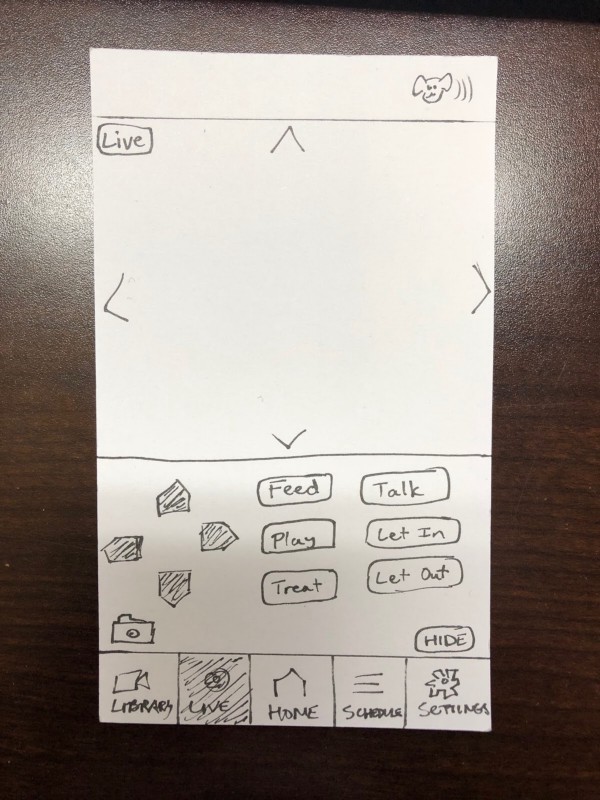 Live
Feed Talk
Play Let In
Treat Let Out
HIDE
LIBRARY LIVE HOME SCHEDULE SETTINGS